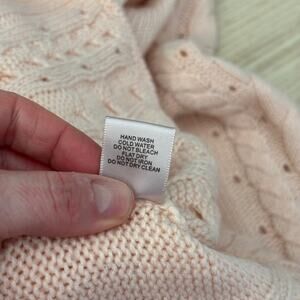 HAND WASH
COLD WATER
DO NOT BLEACH
FLAT DRY
DO NOT IRON
DO NOT DRY CLEAN